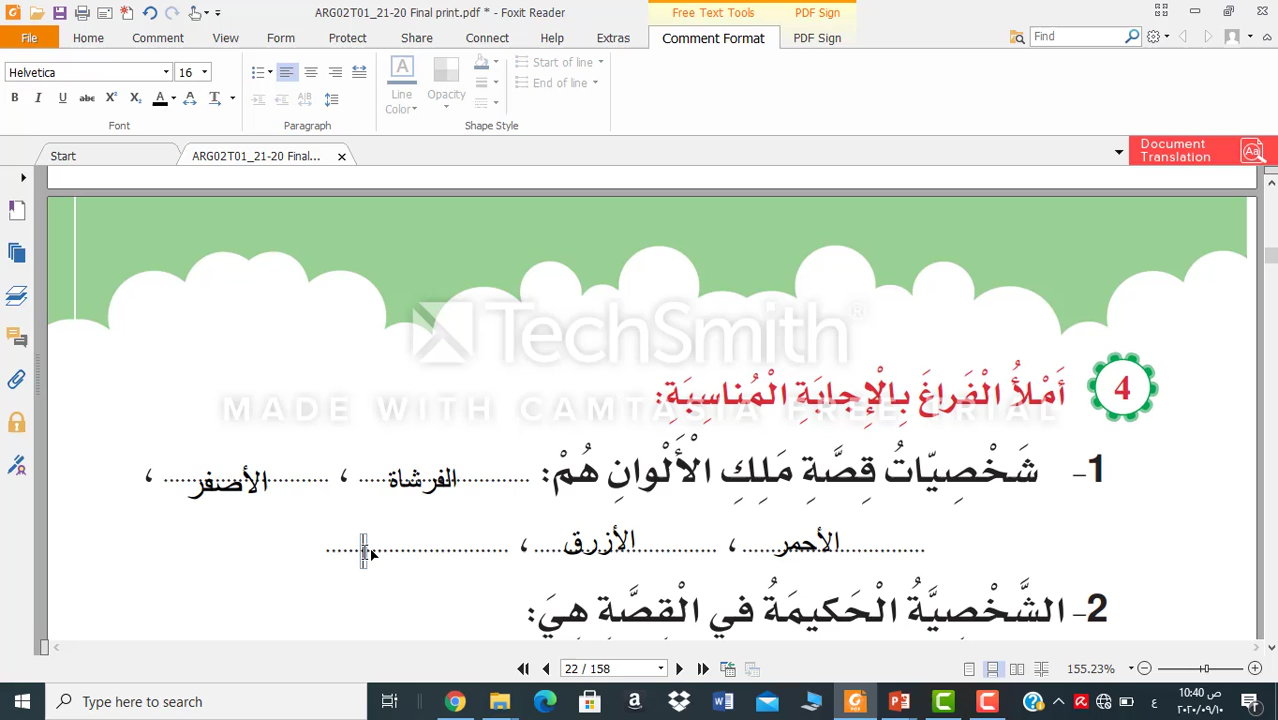 ARG02T01_21-20 Final print.pdf * - Foxit Reader
Free Text Tools
PDF Sign
File
Home
Comment
View
Form
Protect
Share
Connect
Help
Extras
Comment Format
PDF Sign
Find
Helvetica
16
Line Color
Opacity
Start of line
End of line
Font
Paragraph
Shape Style
Start
ARG02T01_21-20 Final...
Document Translation
TechSmith®
MADE WITH CAMTASIA FREE TRIAL
4 أَمْلأُ الْفَراغَ بِالْإِجابَةِ الْمُناسِبَةِ:
1- شَخْصِيّاتُ قِصَّةِ مَلِكِ الْأَلْوانِ هُمْ: الفرشاة ، الأصنفر ،
الأحمر ، الأزرق ،
2- الشَّخْصِيَّةُ الْحَكيمَةُ في الْقِصَّةِ هِيَ:
22 / 158
155.23%
Type here to search
ع
10:40 ص
٢٠٢٠/٠٩/١٠